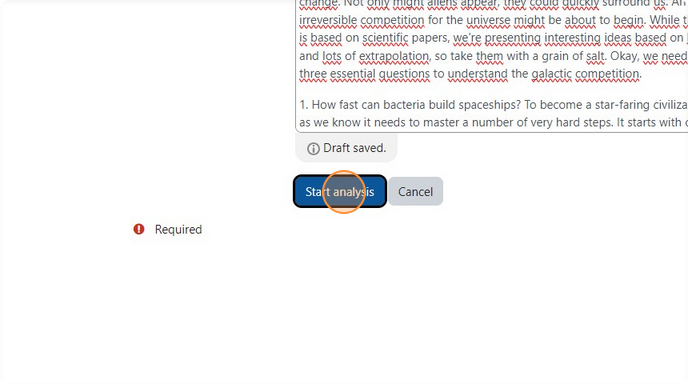 change. Not only might aliens appear, they could quickly surround us. An
irreversible competition for the universe might be about to begin. While t
is based on scientific papers, we're presenting interesting ideas based on
and lots of extrapolation, so take them with a grain of salt. Okay, we need
three essential questions to understand the galactic competition.
1. How fast can bacteria build spaceships? To become a star-faring civiliza
as we know it needs to master a number of very hard steps. It starts with
Draft saved.
Start analysis Cancel
Required